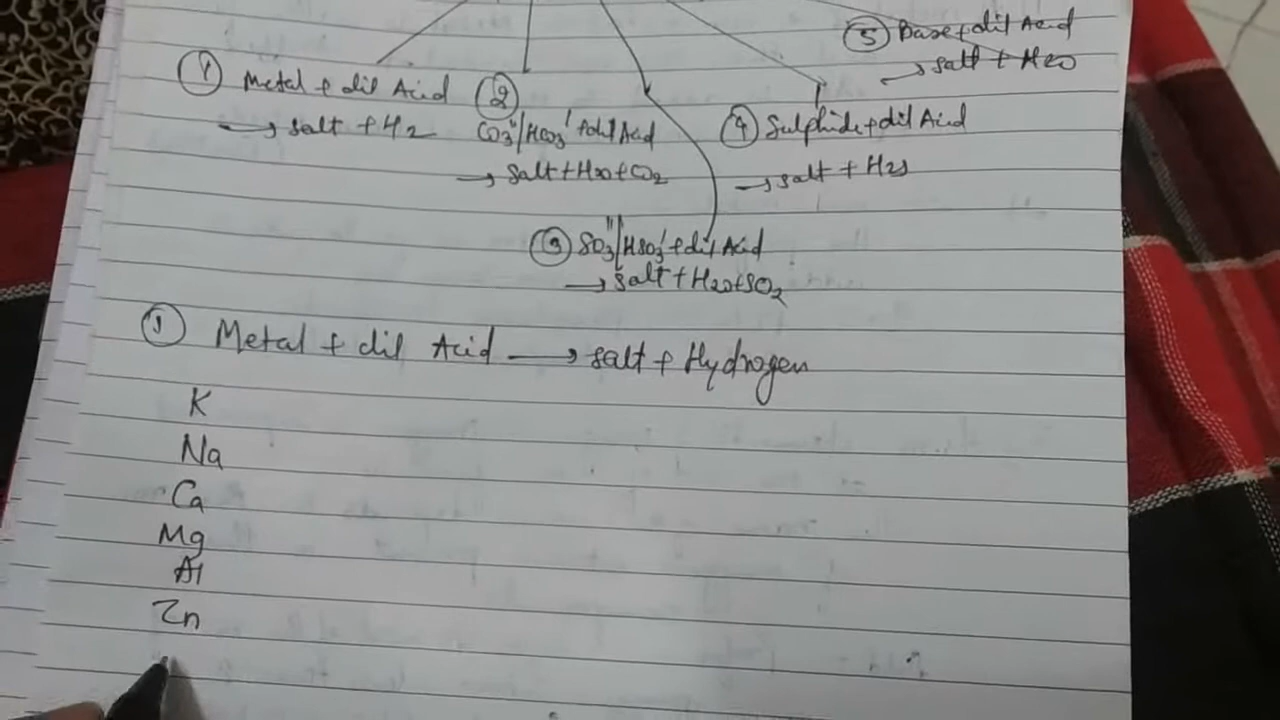 ① Metal + dil Acid
→ salt + H2
②
CO3''/HCO3' + dil Acid
→ salt + H2O + CO2
③ SO3''/HSO3' + dil Acid
→ salt + H2O + SO2
④ Sulphide + dil Acid
→ salt + H2S
⑤ Base + dil Acid
→ salt + H2O
① Metal + dil Acid → salt + Hydrogen
K
Na
Ca
Mg
Al
Zn